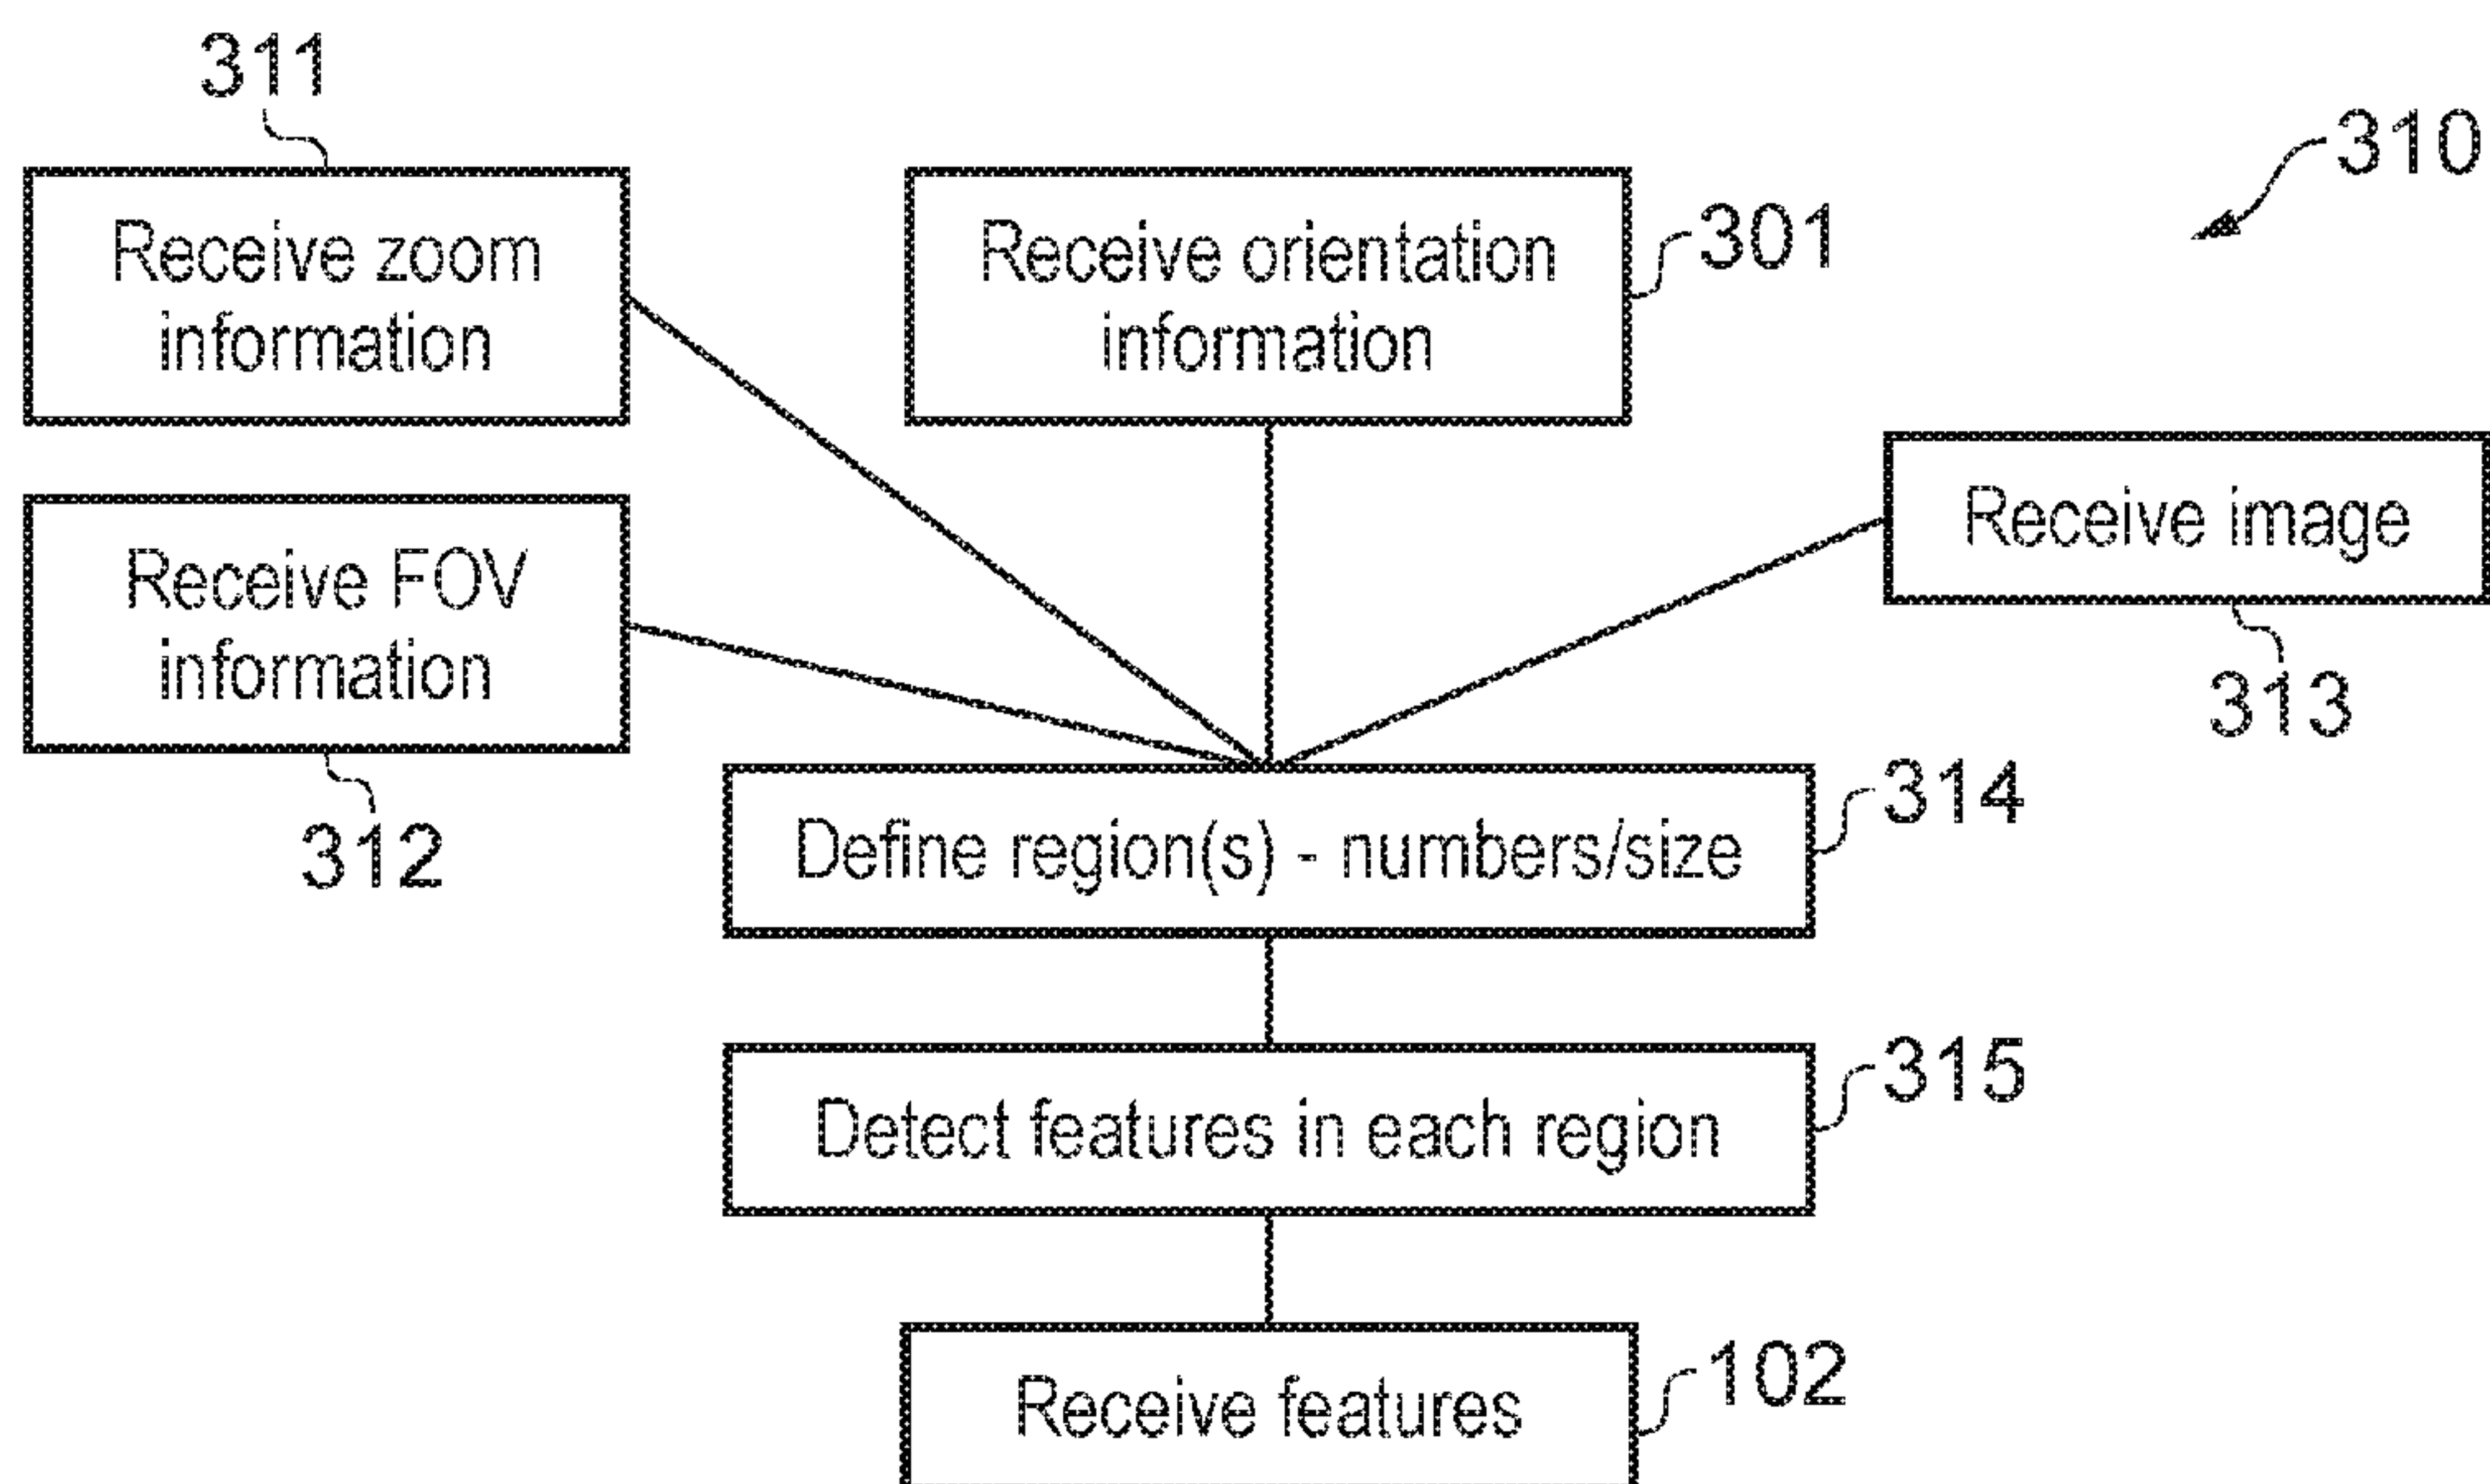 311
310
Receive zoom
information
Receive orientation
information
301
Receive image
313
Receive FOV
information
312
Define region(s) - numbers/size
314
Detect features in each region
315
Receive features
102